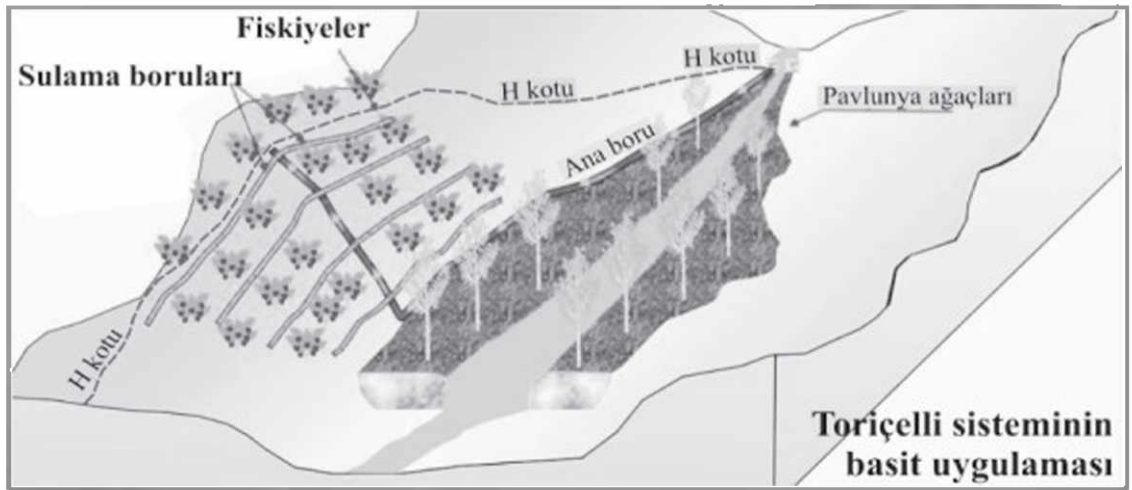 Fiskiyeler
Sulama boruları
H kotu
H kotu
Pavlunya ağaçları
Ana boru
H kotu
Toriçelli sisteminin
basit uygulaması